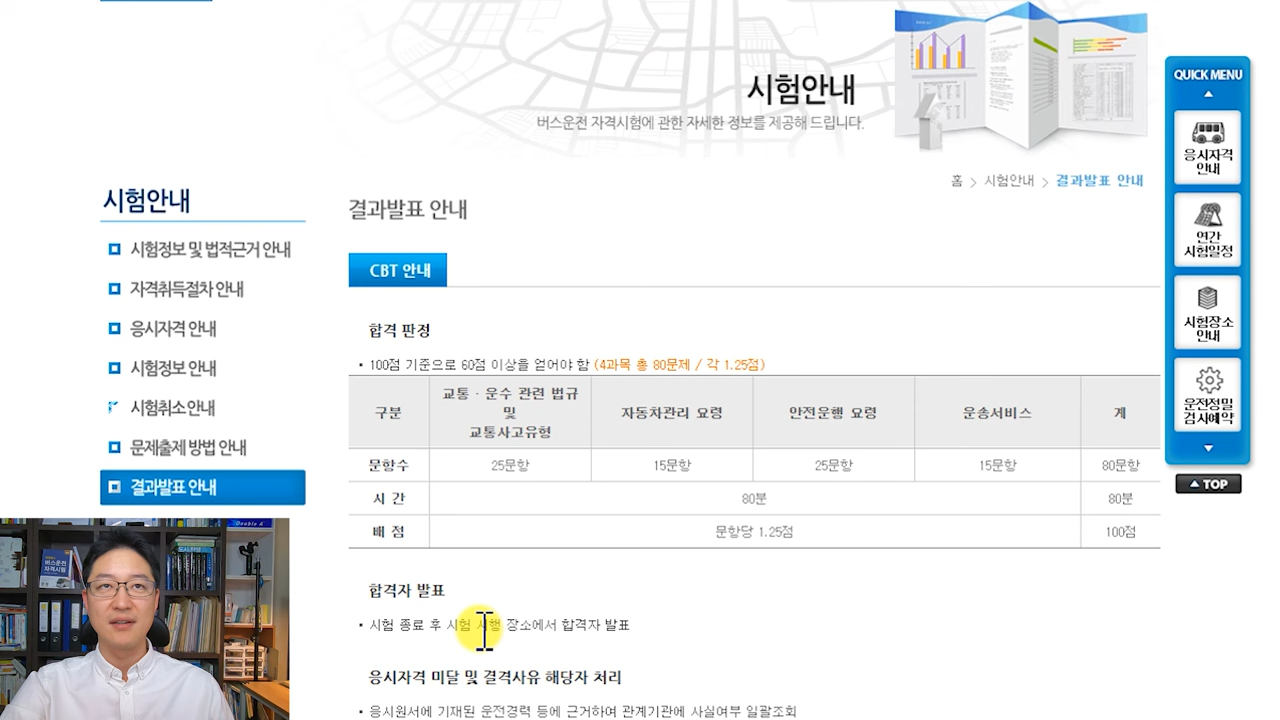 시험안내
버스운전 자격시험에 관한 자세한 정보를 제공해 드립니다.
홈 > 시험안내 > 결과발표 안내
시험안내
시험정보 및 법적근거 안내
자격취득절차 안내
응시자격 안내
시험정보 안내
시험취소 안내
문제출제 방법 안내
결과발표 안내
결과발표 안내
CBT 안내
합격 판정
• 100점 기준으로 60점 이상을 얻어야 함 (4과목 총 80문제 / 각 1.25점)
구분 교통 · 운수 관련 법규 및 교통사고유형 자동차관리 요령 안전운행 요령 운송서비스 계
문항수 25문항 15문항 25문항 15문항 80문항
시 간 80분 80분
배 점 문항당 1.25점 100점
합격자 발표
• 시험 종료 후 시험 시행 장소에서 합격자 발표
응시자격 미달 및 결격사유 해당자 처리
• 응시원서에 기재된 운전경력 등에 근거하여 관계기관에 사실여부 일괄조회
QUICK MENU
응시자격
안내
연간
시험일정
시험장소
안내
운전정밀
검사예약
TOP
Double A
버스운전
자격시험